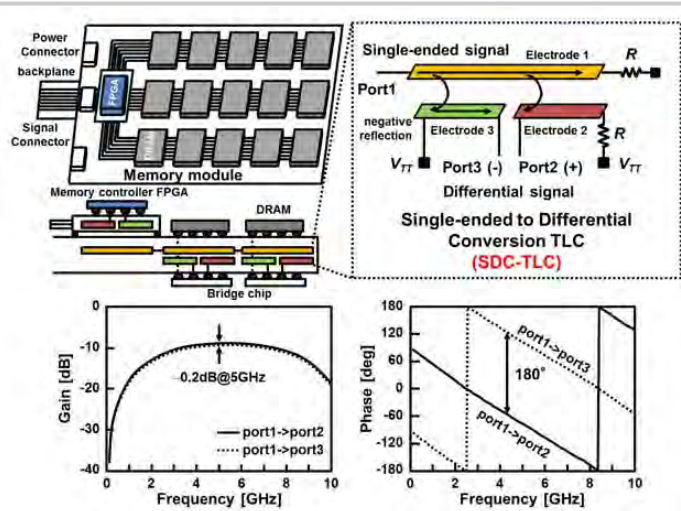 Power
Connector
backplane
Signal
Connector
FPGA
DRAM
Memory module
Memory controller FPGA
DRAM
Bridge chip
Single-ended signal
Electrode 1
R
Port1
negative
reflection
Electrode 3
Electrode 2
R
VTT
Port3 (-)
Port2 (+)
VTT
Differential signal
Single-ended to Differential
Conversion TLC
(SDC-TLC)
Gain [dB]
0
-10
-20
-30
-40
0.2dB@5GHz
port1->port2
port1->port3
0 2 4 6 8 10
Frequency [GHz]
Phase [deg]
180
120
60
0
-60
-120
-180
port1->port3
180°
port1->port2
0 2 4 6 8 10
Frequency [GHz]